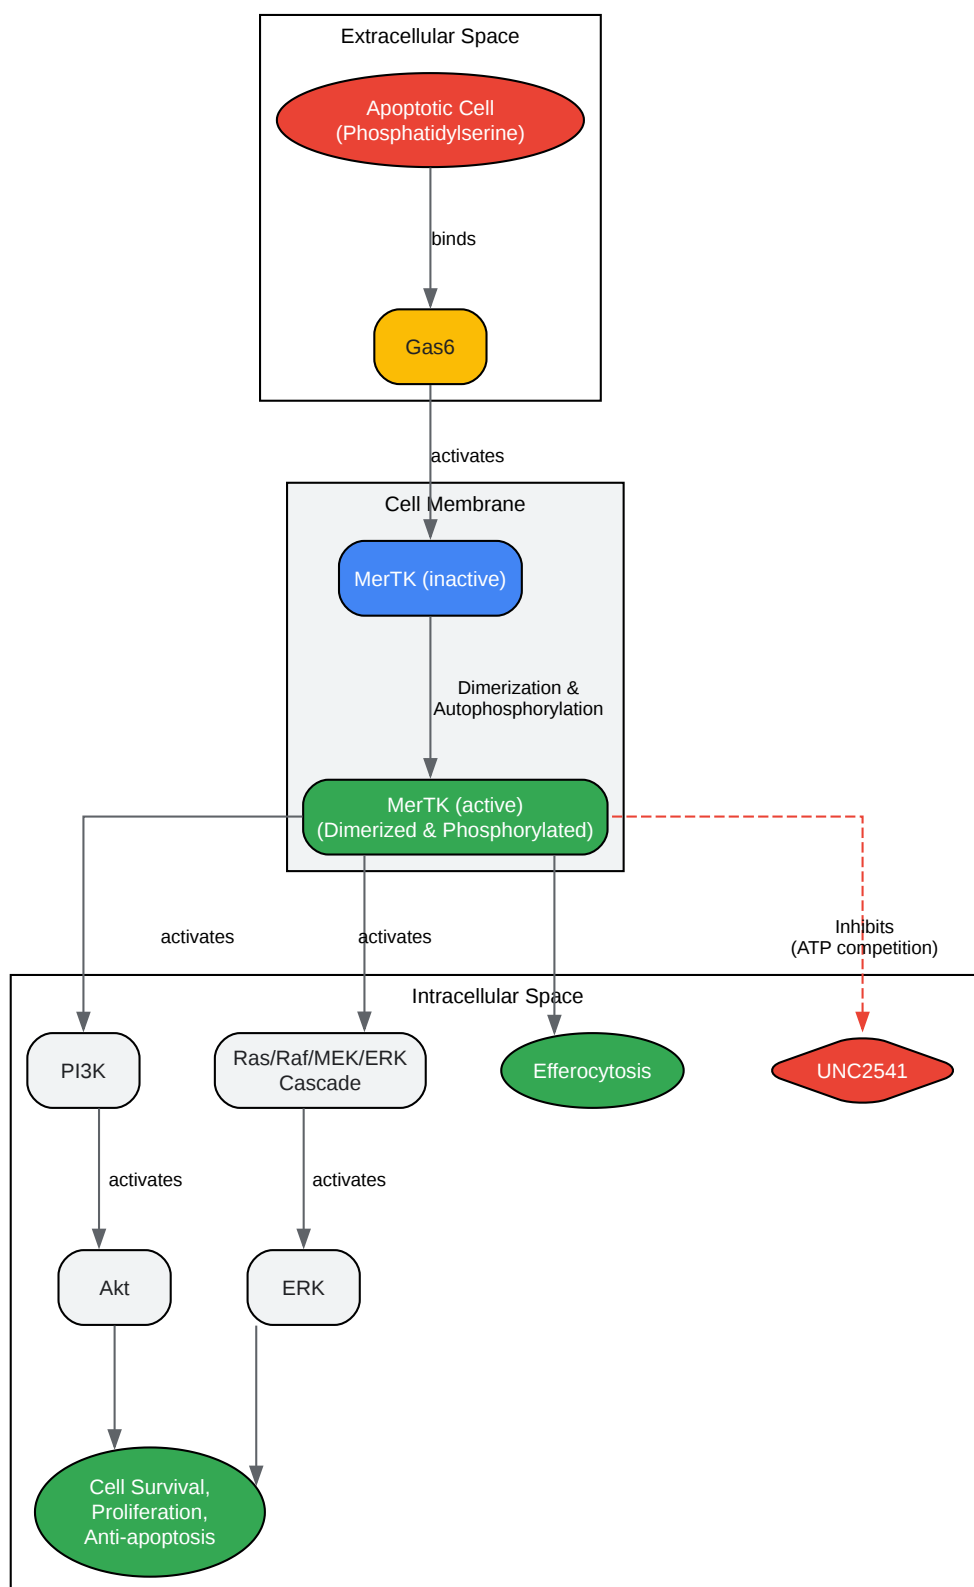 Extracellular Space
Apoptotic Cell
(Phosphatidylserine)
binds
Gas6
activates
Cell Membrane
MerTK (inactive)
Dimerization &
Autophosphorylation
MerTK (active)
(Dimerized & Phosphorylated)
activates
activates
Inhibits
(ATP competition)
Intracellular Space
PI3K
Ras/Raf/MEK/ERK
Cascade
Efferocytosis
UNC2541
activates
activates
Akt
ERK
Cell Survival,
Proliferation,
Anti-apoptosis